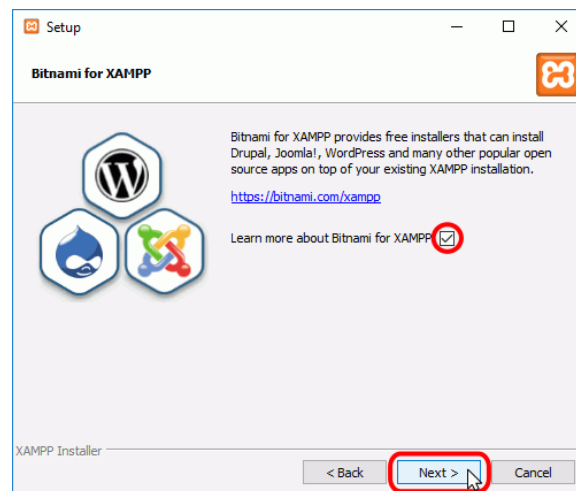 Setup
Bitnami for XAMPP
Bitnami for XAMPP provides free installers that can install
Drupal, Joomla!, WordPress and many other popular open
source apps on top of your existing XAMPP installation.
https://bitnami.com/xampp
Learn more about Bitnami for XAMPP
XAMPP Installer
< Back
Next >
Cancel